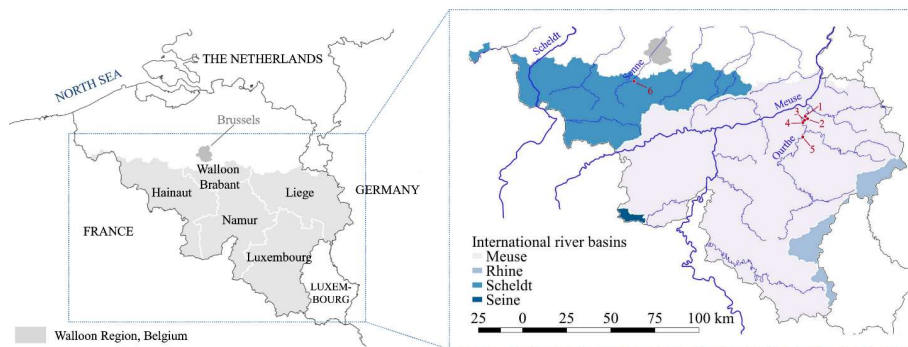 THE NETHERLANDS
NORTH SEA
Brussels
Walloon
Brabant
Hainaut
Liege
GERMANY
Namur
FRANCE
Luxembourg
LUXEM-
BOURG
Walloon Region, Belgium
Scheldt
Senne
6
Meuse
3
1
4
2
Ourthe
5
International river basins
Meuse
Rhine
Scheldt
Seine
25 0 25 50 75 100 km